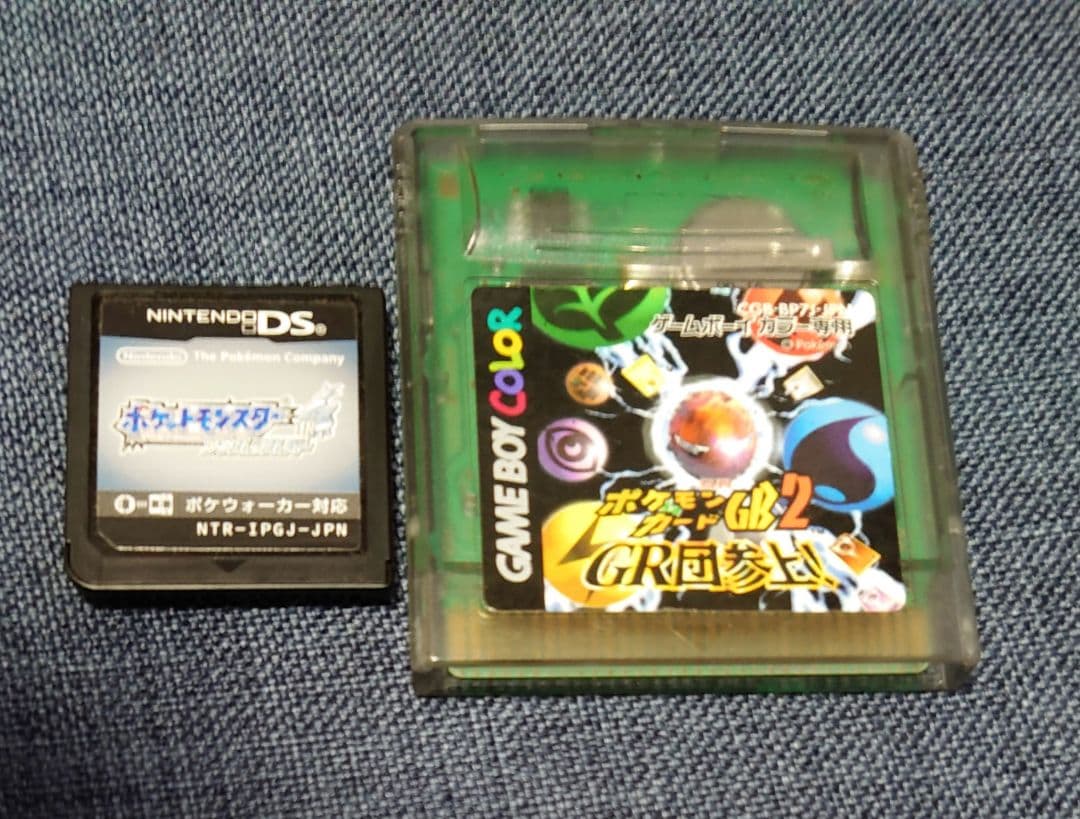 NINTENDO DS®
Nintendo The Pokémon Company
ポケットモンスター
ポケウォーカー対応
NTR-IPGJ-JPN
GAME BOY COLOR
ゲームボーイ カラー専用
ポケモン
カードGB2
GR団参上!